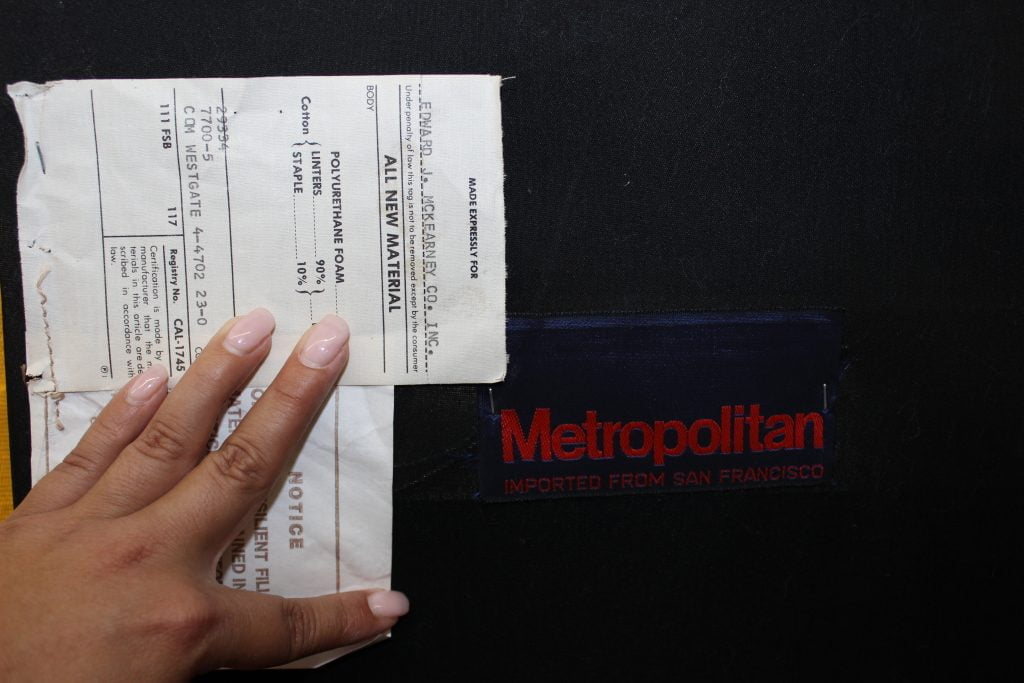 MADE EXPRESSLY FOR
EDWARD J. MCKEARNEY CO. INC.
Under penalty of law this tag is not to be removed except by the consumer
ALL NEW MATERIAL
BODY
POLYURETHANE FOAM
Cotton { LINTERS 90% }
STAPLE 10%
29334
7700-5
COM WESTGATE 4-4702 23-0
111 FSB 117
Registry No. CAL-1745
Certification is made by
manufacturer that the
terials in this article are de
scribed in accordance with
law.
NOTICE
Metropolitan
IMPORTED FROM SAN FRANCISCO